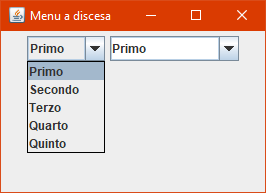 Menu a discesa
Primo Primo
Primo
Secondo
Terzo
Quarto
Quinto